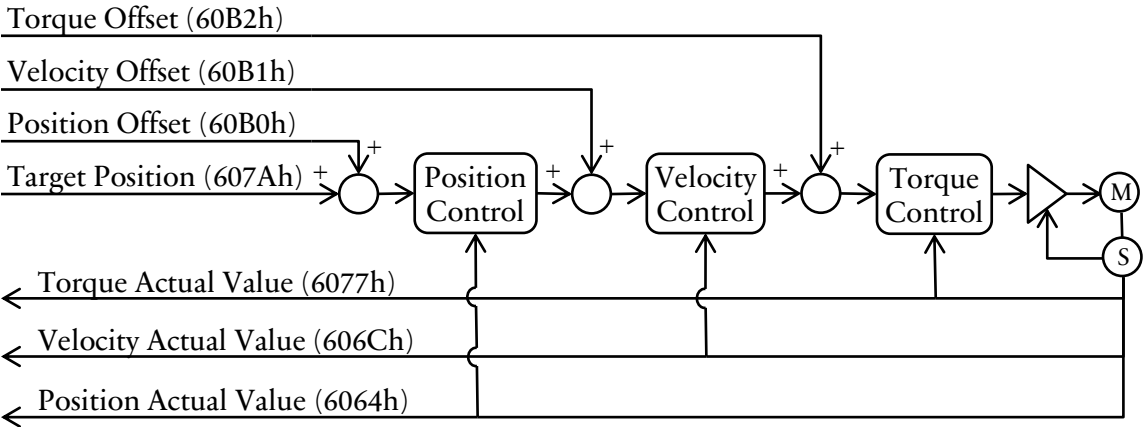 Torque Offset (60B2h)
Velocity Offset (60B1h)
Position Offset (60B0h)
+
+
+
Target Position (607Ah) +
Position
Control
+
Velocity
Control
+
Torque
Control
M
S
Torque Actual Value (6077h)
Velocity Actual Value (606Ch)
Position Actual Value (6064h)